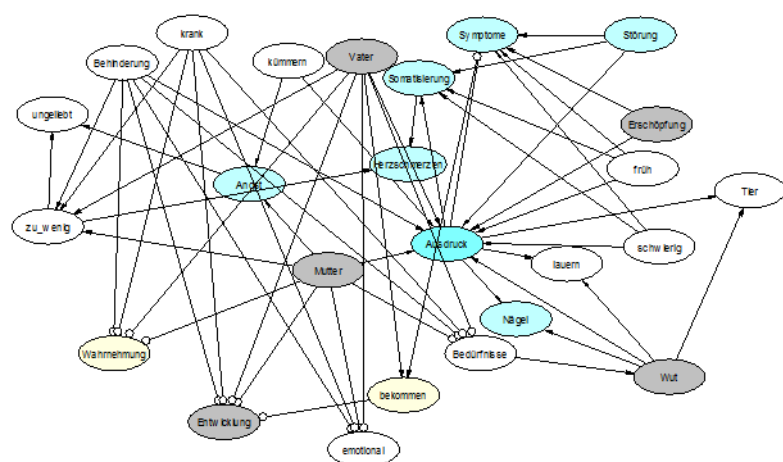 krank
Symptome
Störung
Behinderung
kümmern
Vater
Somatisierung
ungeliebt
Erschöpfung
Herzschmerzen
früh
Angst
Tier
zu_wenig
Ausdruck
schwierig
Mutter
lauern
Nägel
Wahrnehmung
Bedürfnisse
Wut
bekommen
Entwicklung
emotional